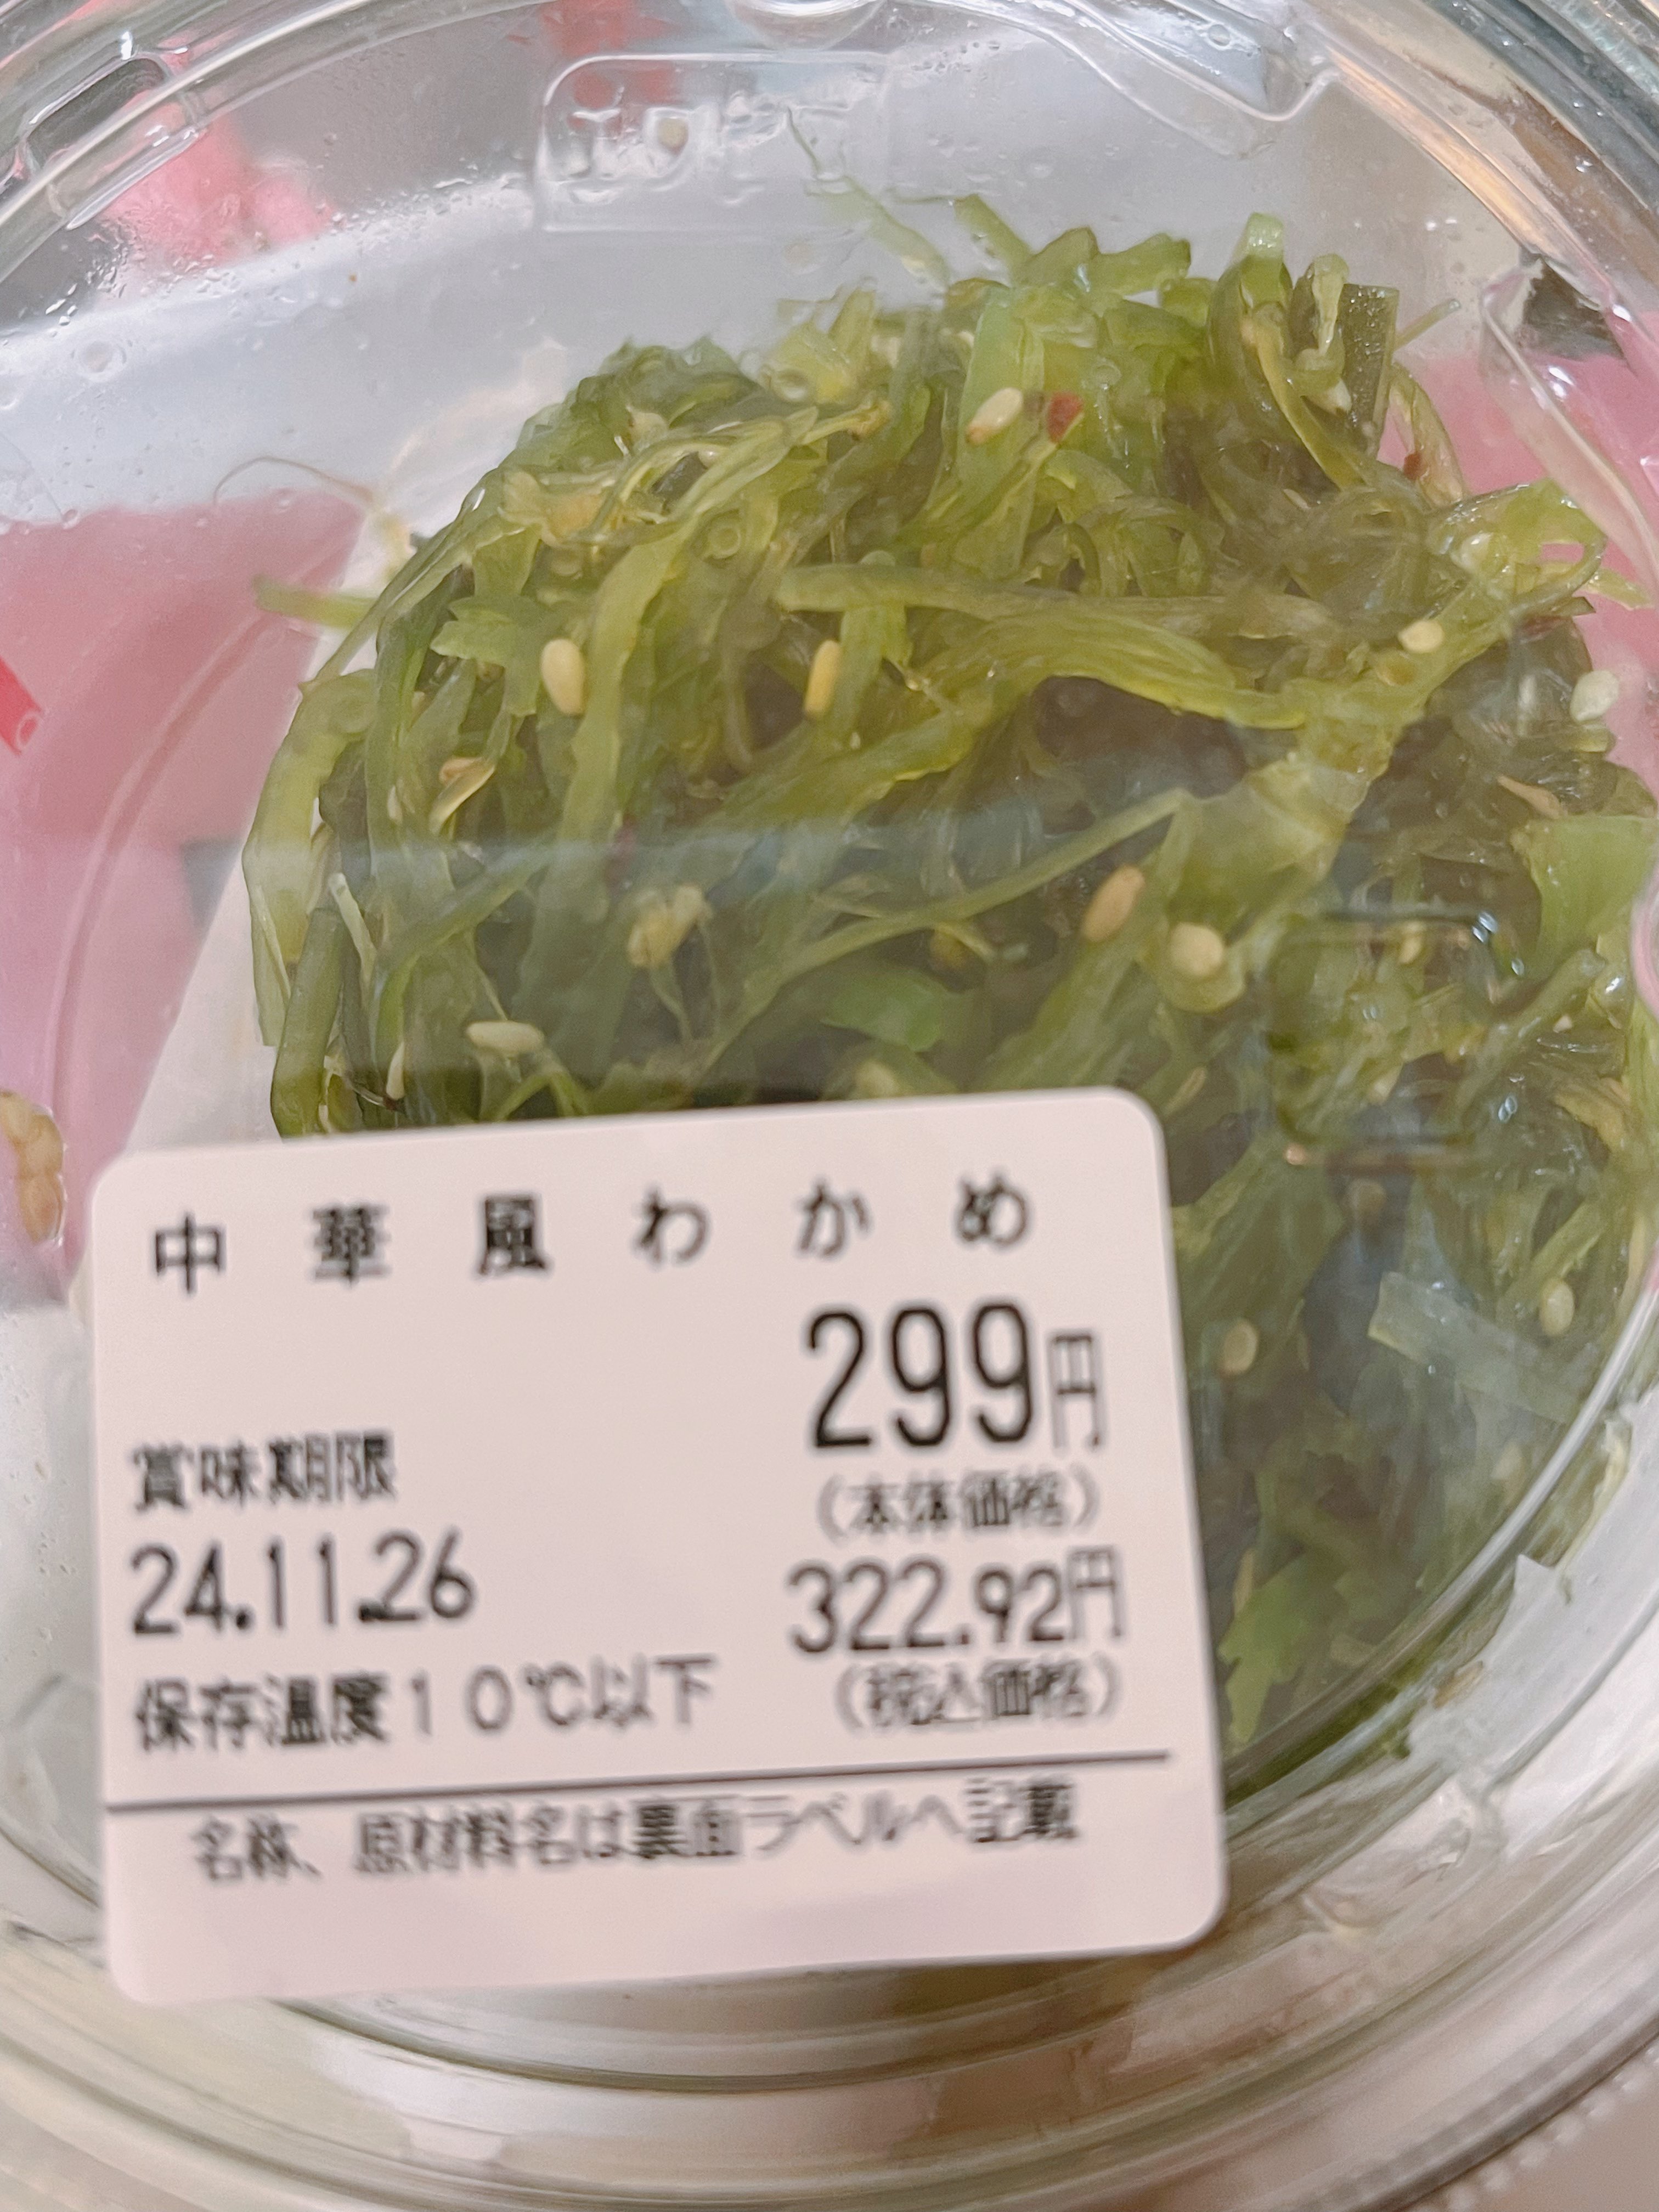 中華風わかめ
299円
(本体価格)
賞味期限
24.11.26
322.92円
(税込価格)
保存温度10℃以下
名称、原材料名は裏面ラベルへ記載